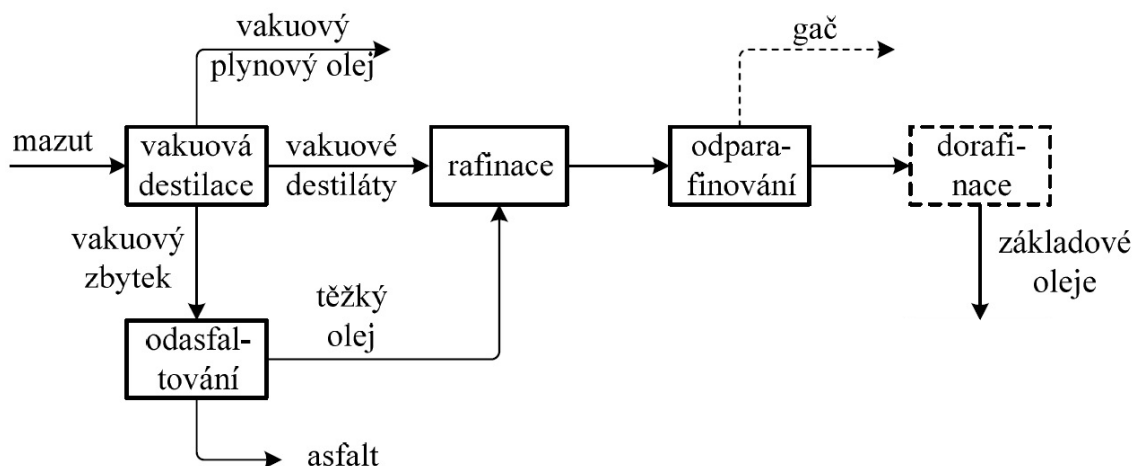 vakuový
plynový olej
gač
mazut
vakuová
destilace
vakuové
destiláty
rafinace
odpara-
finování
dorafi-
nace
vakuový
zbytek
základové
oleje
těžký
olej
odasfal-
tování
asfalt